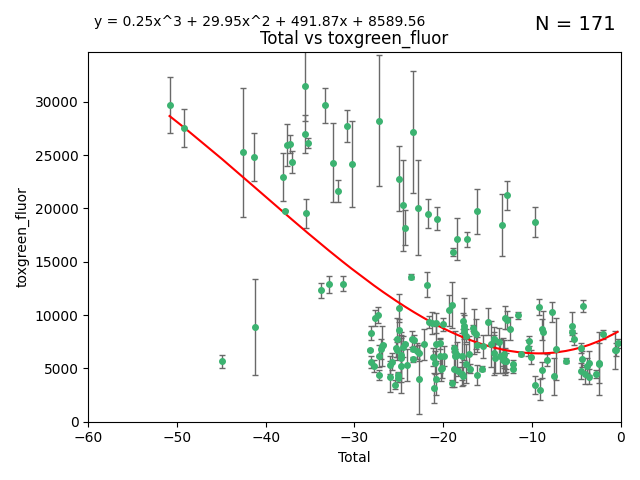 y = 0.25x^3 + 29.95x^2 + 491.87x + 8589.56
N = 171
Total vs toxgreen_fluor
30000
25000
20000
15000
10000
5000
0
toxgreen_fluor
−60 −50 −40 −30 −20 −10 0
Total